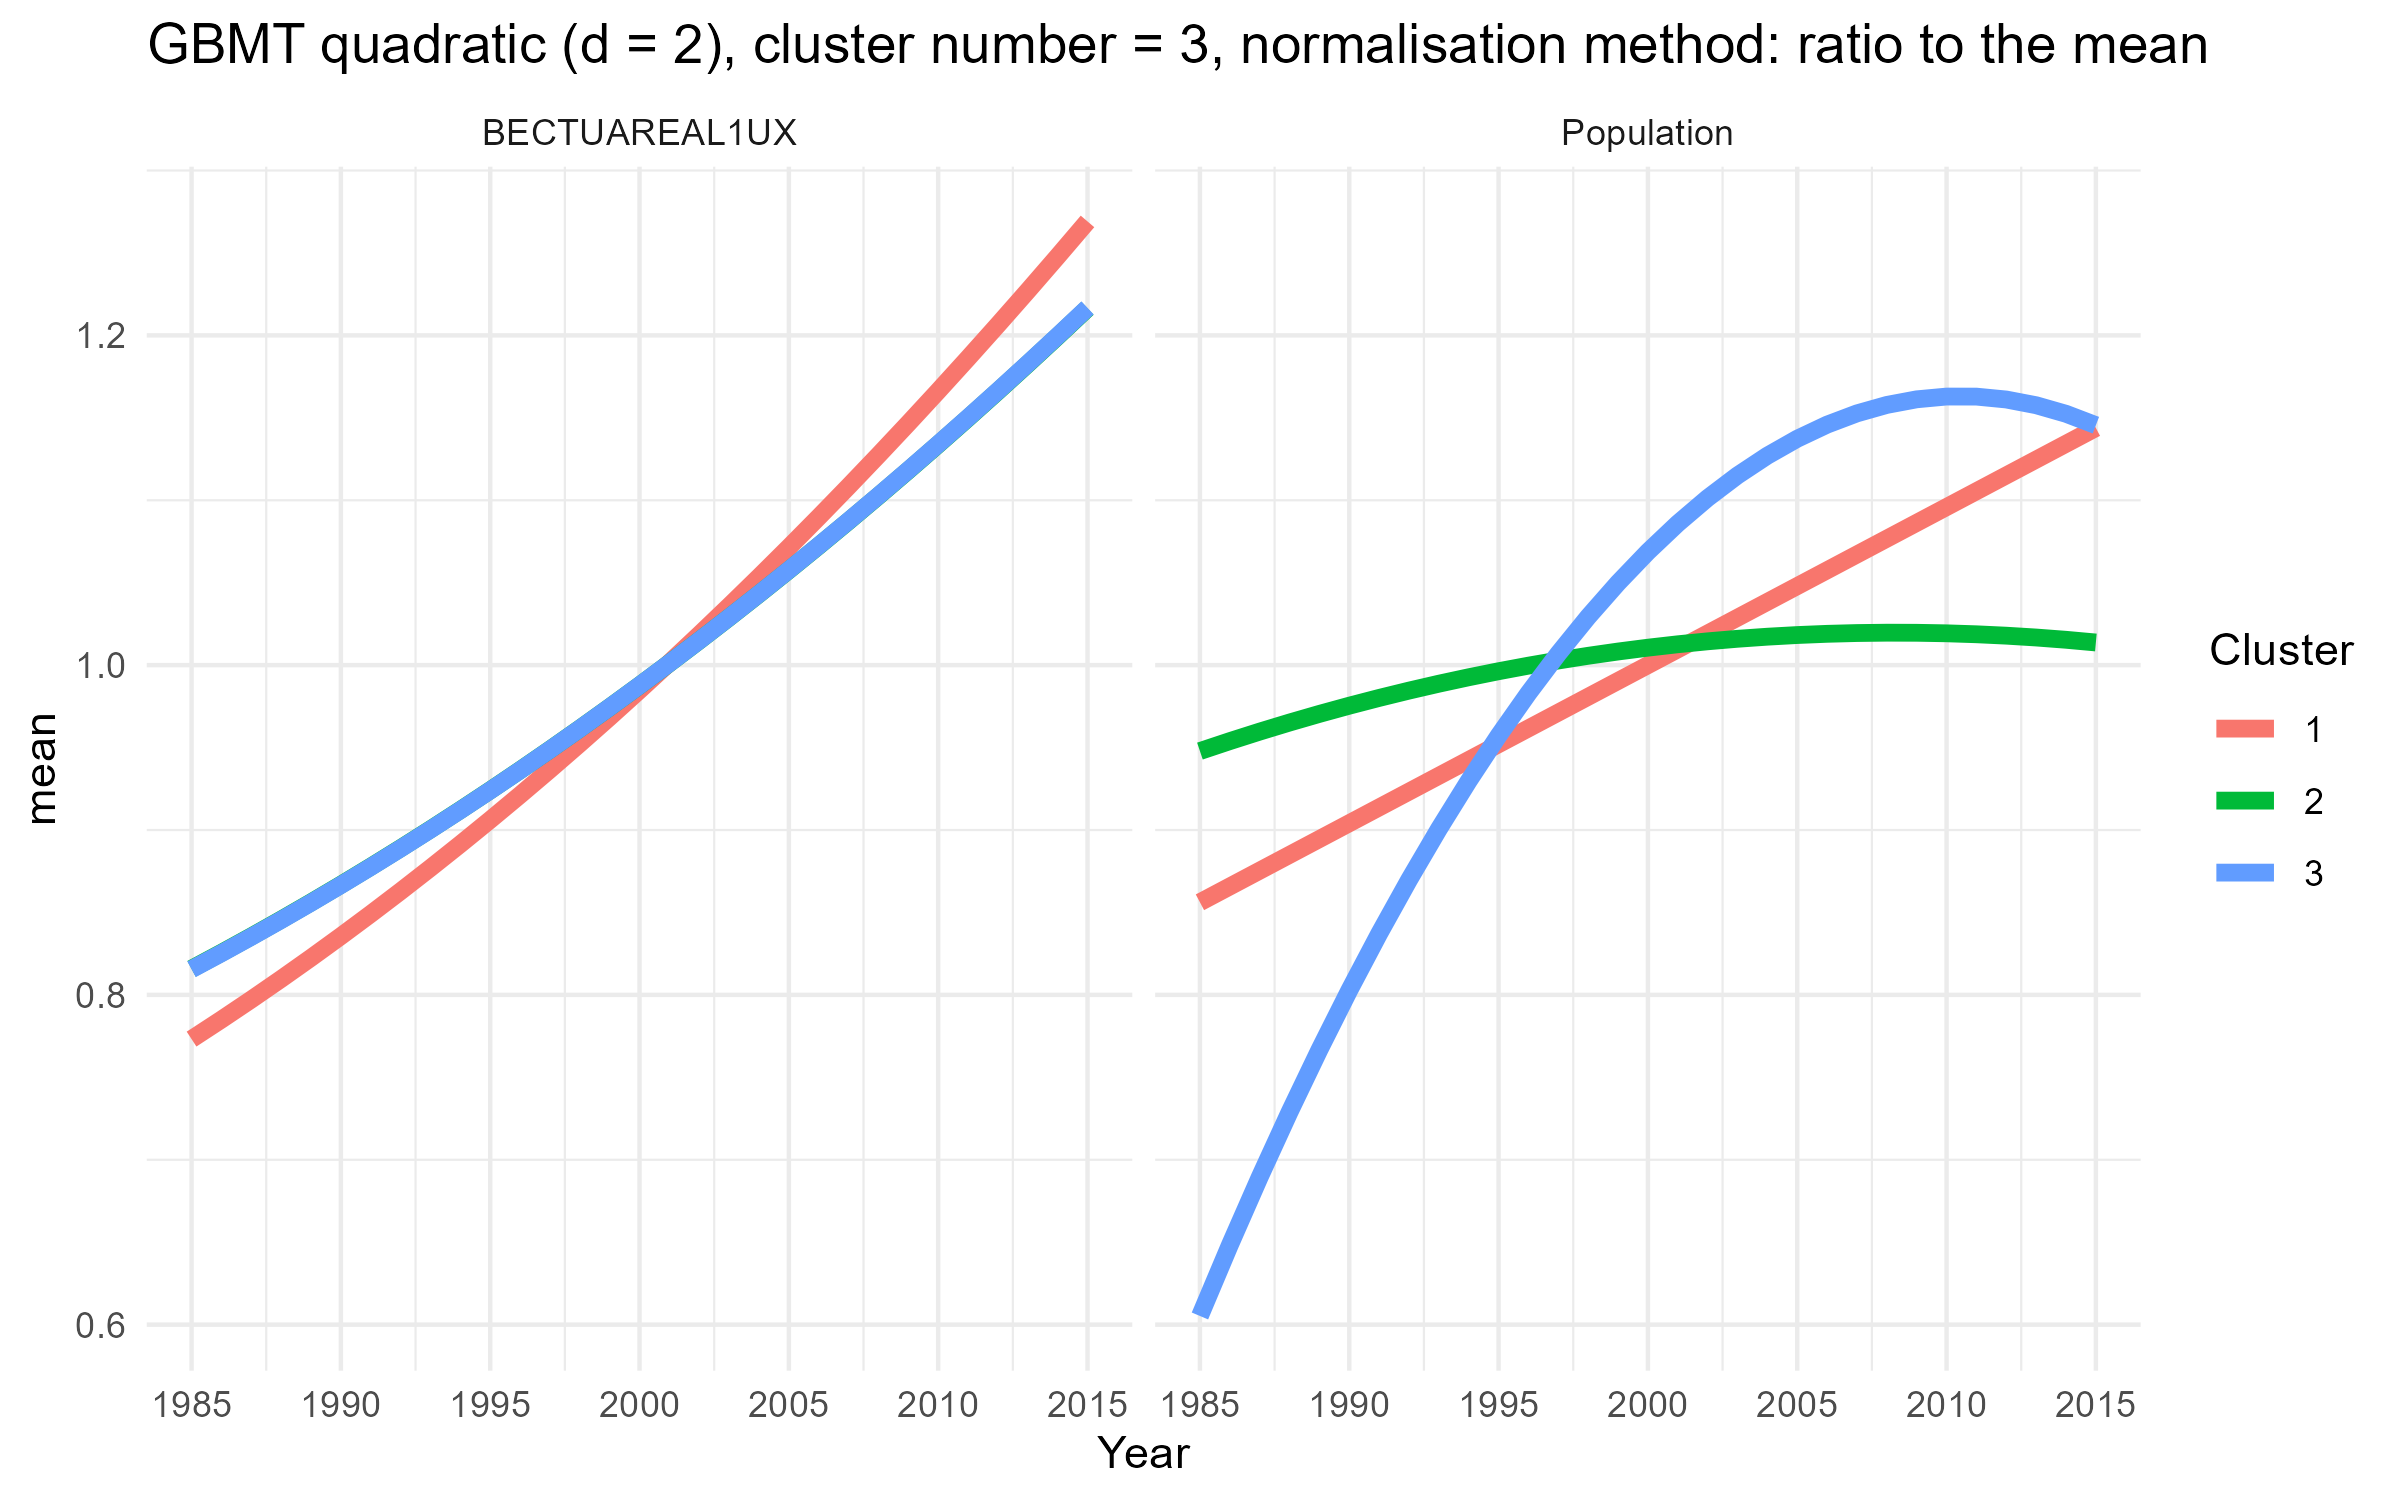 GBMT quadratic (d = 2), cluster number = 3, normalisation method: ratio to the mean
BECTUAREAL1UX
Population
mean
1.2
1.0
0.8
0.6
1985 1990 1995 2000 2005 2010 2015
1985 1990 1995 2000 2005 2010 2015
Year
Cluster
1
2
3